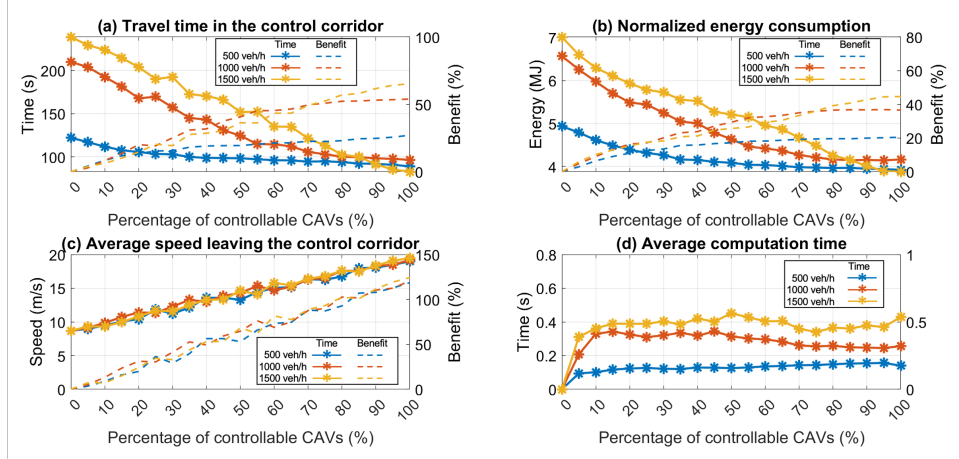 (a) Travel time in the control corridor
Time (s)
200
150
100
Time Benefit
500 veh/h
1000 veh/h
1500 veh/h
100
50
0
Benefit (%)
0 10 20 30 40 50 60 70 80 90 100
Percentage of controllable CAVs (%)
(b) Normalized energy consumption
Energy (MJ)
7
6
5
4
Time Benefit
500 veh/h
1000 veh/h
1500 veh/h
80
60
40
20
0
Benefit (%)
0 10 20 30 40 50 60 70 80 90 100
Percentage of controllable CAVs (%)
(c) Average speed leaving the control corridor
Speed (m/s)
20
15
10
5
0
Time Benefit
500 veh/h
1000 veh/h
1500 veh/h
150
100
50
0
Benefit (%)
0 10 20 30 40 50 60 70 80 90 100
Percentage of controllable CAVs (%)
(d) Average computation time
Time (s)
0.8
0.6
0.4
0.2
0
Time
500 veh/h
1000 veh/h
1500 veh/h
1
0.5
0
0 10 20 30 40 50 60 70 80 90 100
Percentage of controllable CAVs (%)